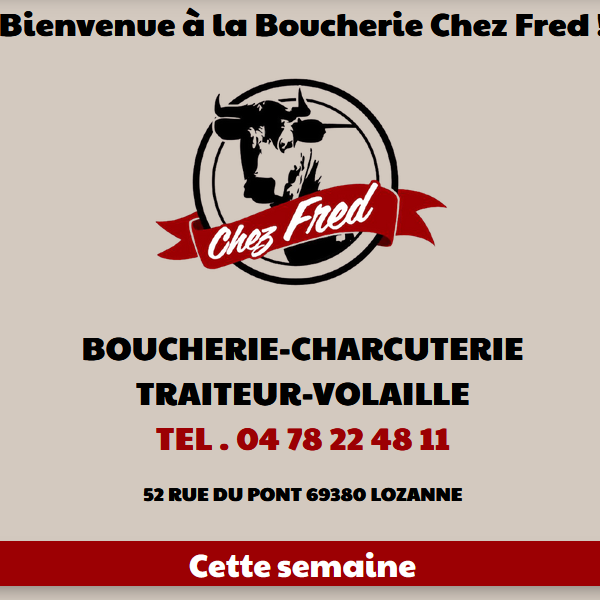 Bienvenue à la Boucherie Chez Fred !
Chez Fred
BOUCHERIE-CHARCUTERIE
TRAITEUR-VOLAILLE
TEL . 04 78 22 48 11
52 RUE DU PONT 69380 LOZANNE
Cette semaine